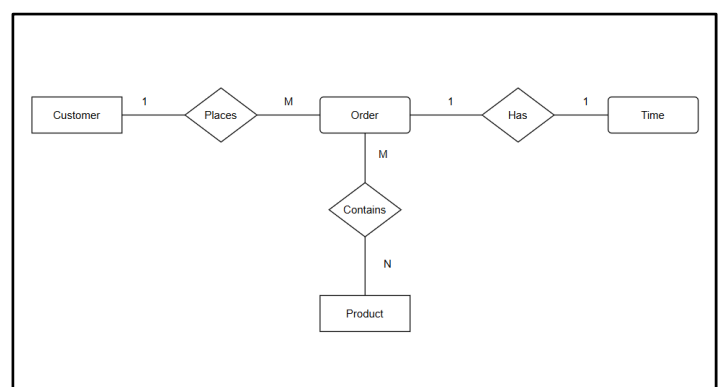 1 M 1 1
Customer Places Order Has Time
M
Contains
N
Product